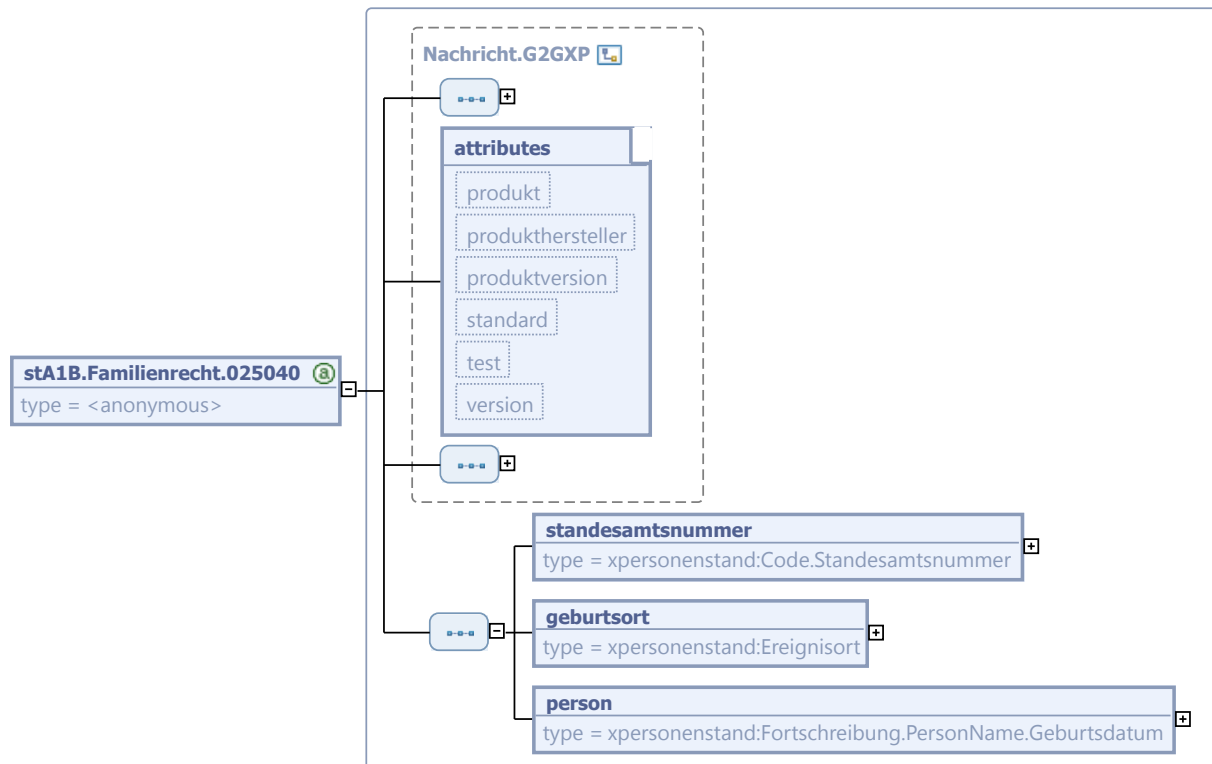 Nachricht.G2GXP
attributes
produkt
produkthersteller
produktversion
standard
test
version
stA1B.Familienrecht.025040 a
type = <anonymous>
standesamtsnummer
type = xpersonenstand:Code.Standesamtsnummer
geburtsort
type = xpersonenstand:Ereignisort
person
type = xpersonenstand:Fortschreibung.PersonName.Geburtsdatum